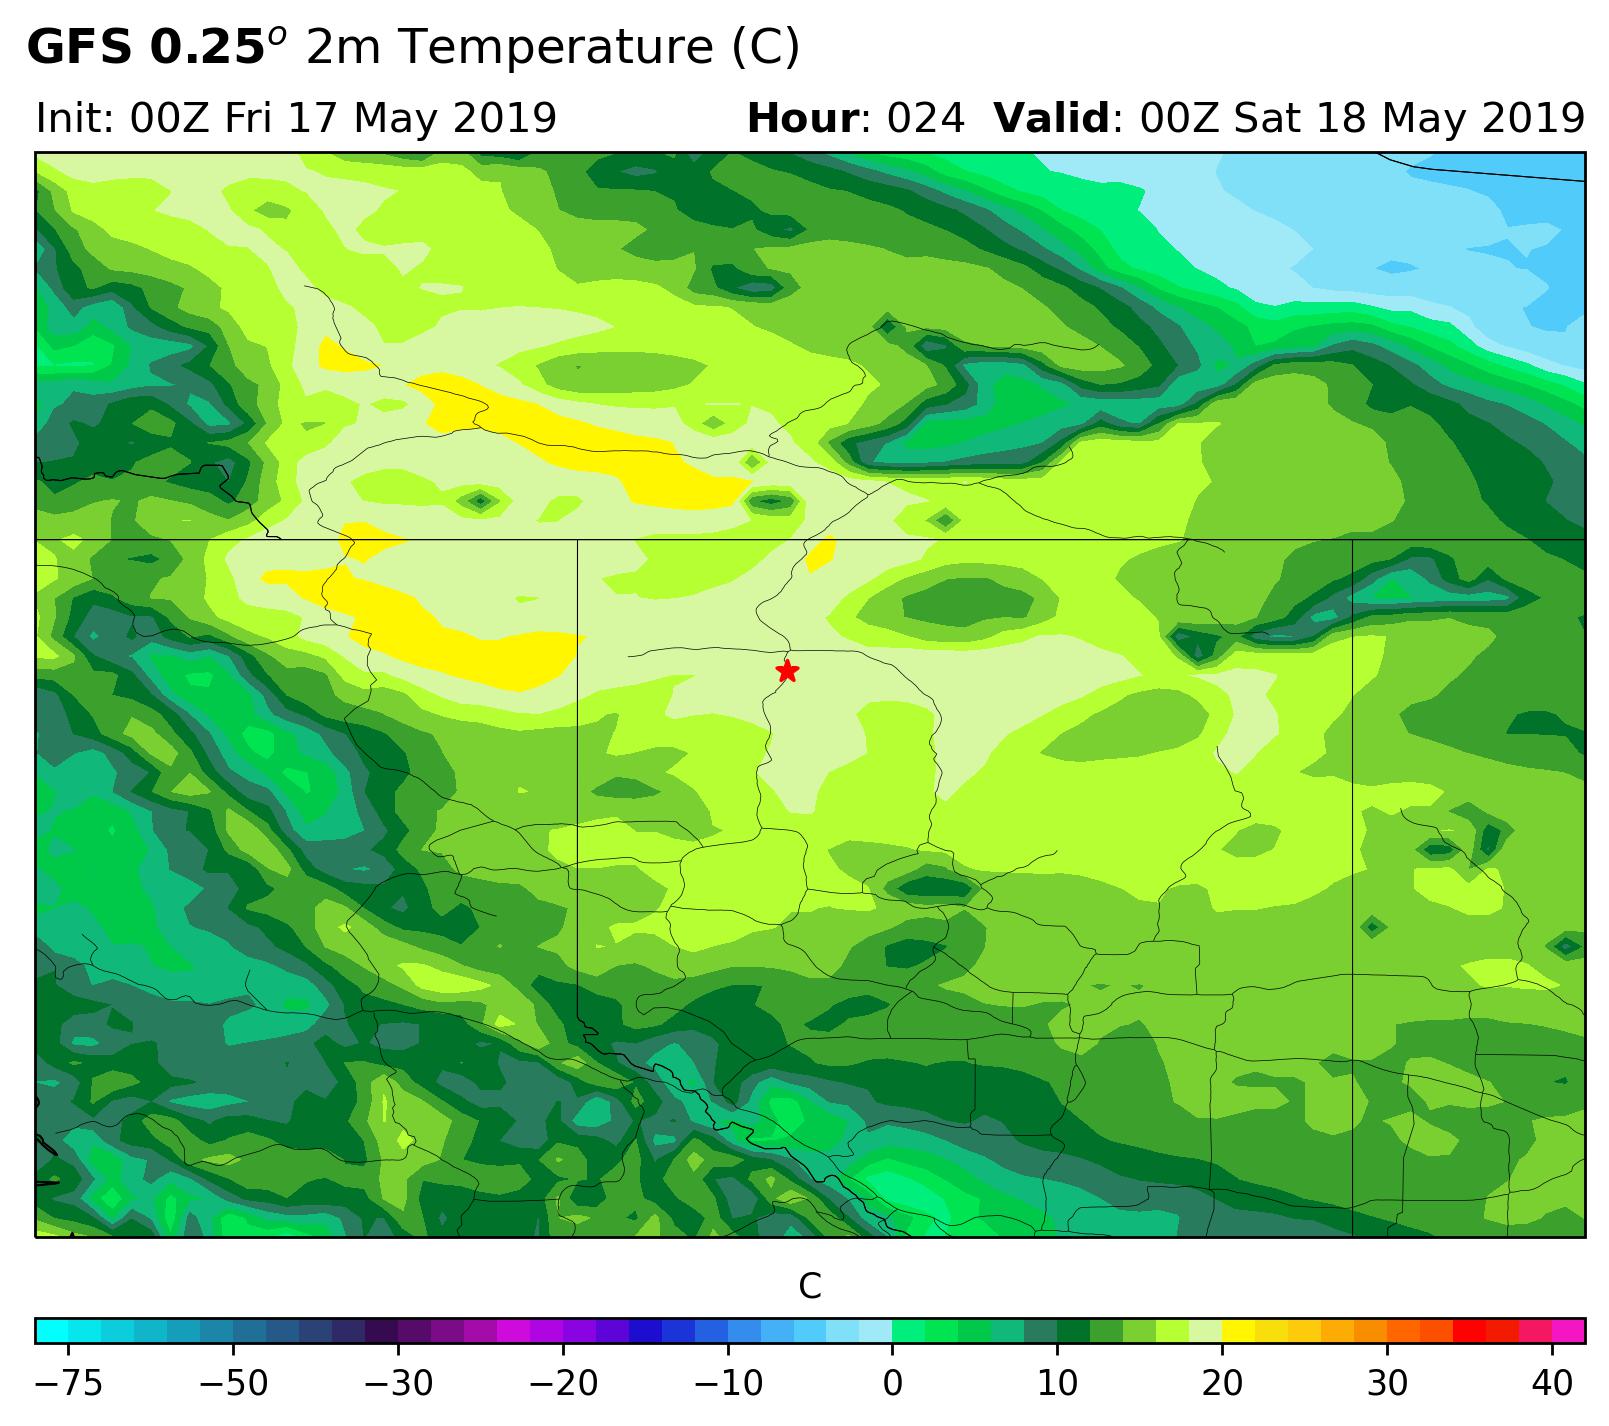 GFS 0.25° 2m Temperature (C)
Init: 00Z Fri 17 May 2019 Hour: 024 Valid: 00Z Sat 18 May 2019
C
−75 −50 −30 −20 −10 0 10 20 30 40